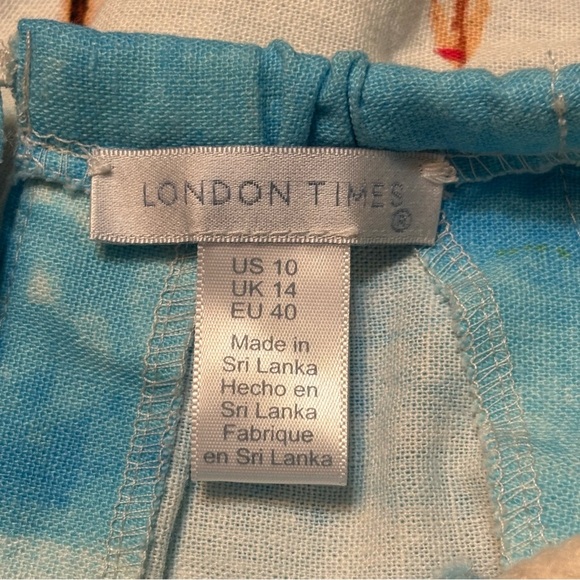 LONDON TIMES
®
US 10
UK 14
EU 40
Made in
Sri Lanka
Hecho en
Sri Lanka
Fabrique
en Sri Lanka